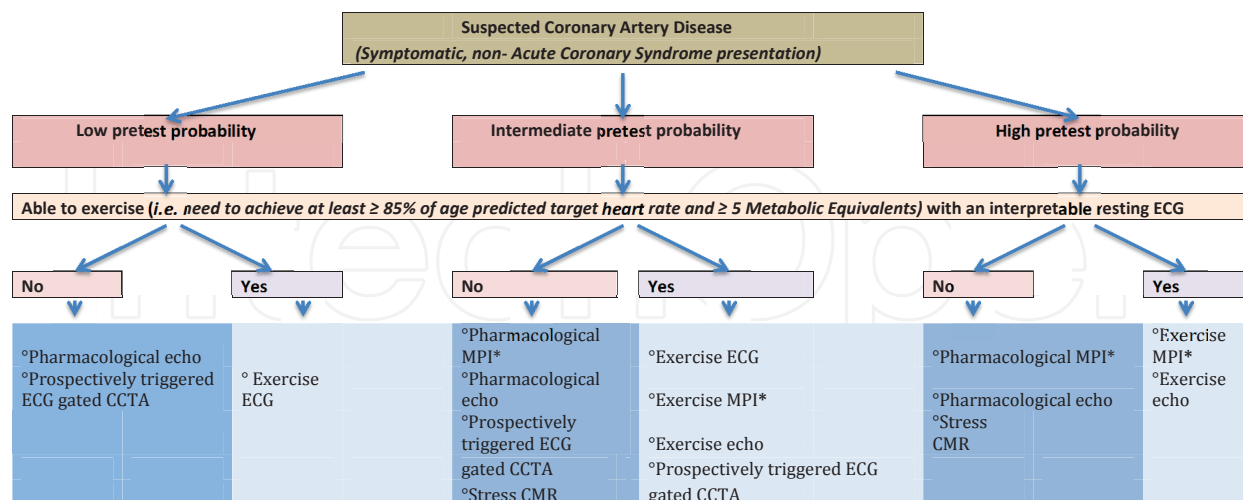 Suspected Coronary Artery Disease
(Symptomatic, non- Acute Coronary Syndrome presentation)
Low pretest probability
Intermediate pretest probability
High pretest probability
Able to exercise (i.e. need to achieve at least ≥ 85% of age predicted target heart rate and ≥ 5 Metabolic Equivalents) with an interpretable resting ECG
No
Yes
No
Yes
No
Yes
°Pharmacological echo
°Prospectively triggered
ECG gated CCTA
° Exercise
ECG
°Pharmacological
MPI*
°Pharmacological
echo
°Prospectively
triggered ECG
gated CCTA
°Stress CMR
°Exercise ECG
°Exercise MPI*
°Exercise echo
°Prospectively triggered ECG
gated CCTA
°Pharmacological MPI*
°Pharmacological echo
°Stress
CMR
°Exercise
MPI*
°Exercise
echo